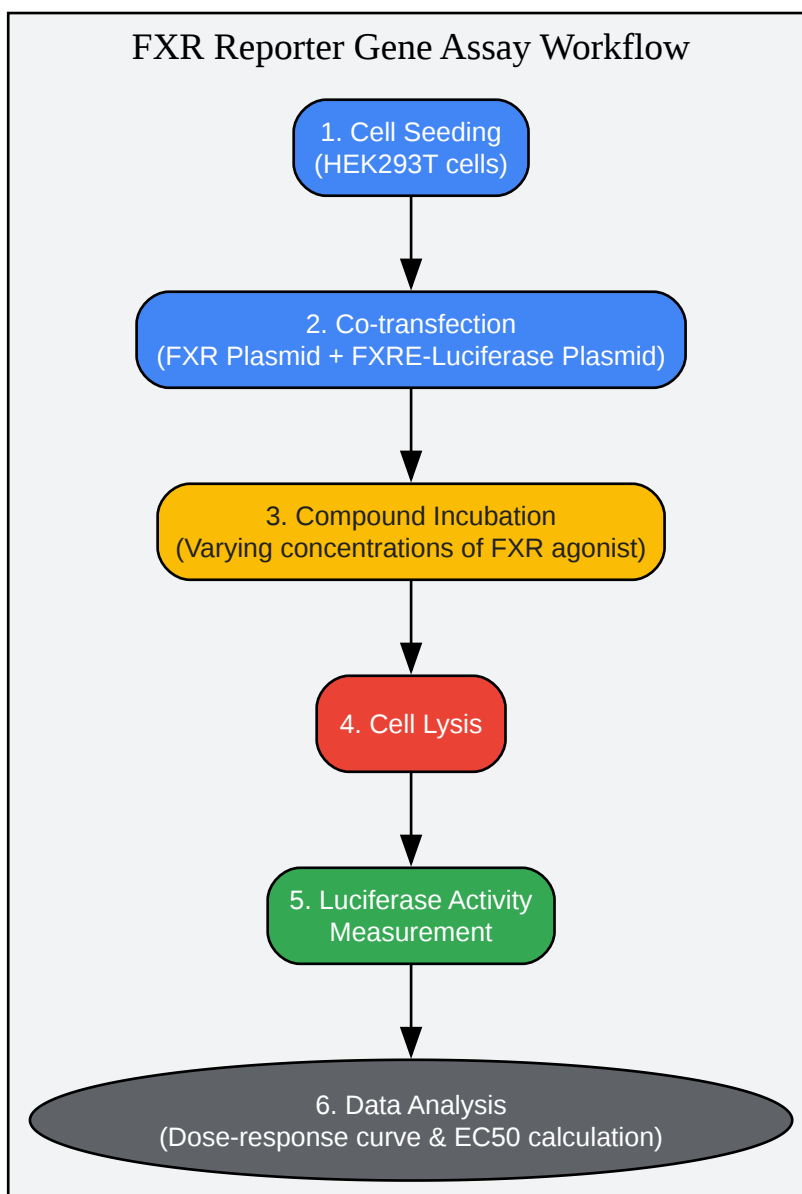 FXR Reporter Gene Assay Workflow
1. Cell Seeding
(HEK293T cells)
2. Co-transfection
(FXR Plasmid + FXRE-Luciferase Plasmid)
3. Compound Incubation
(Varying concentrations of FXR agonist)
4. Cell Lysis
5. Luciferase Activity
Measurement
6. Data Analysis
(Dose-response curve & EC50 calculation)